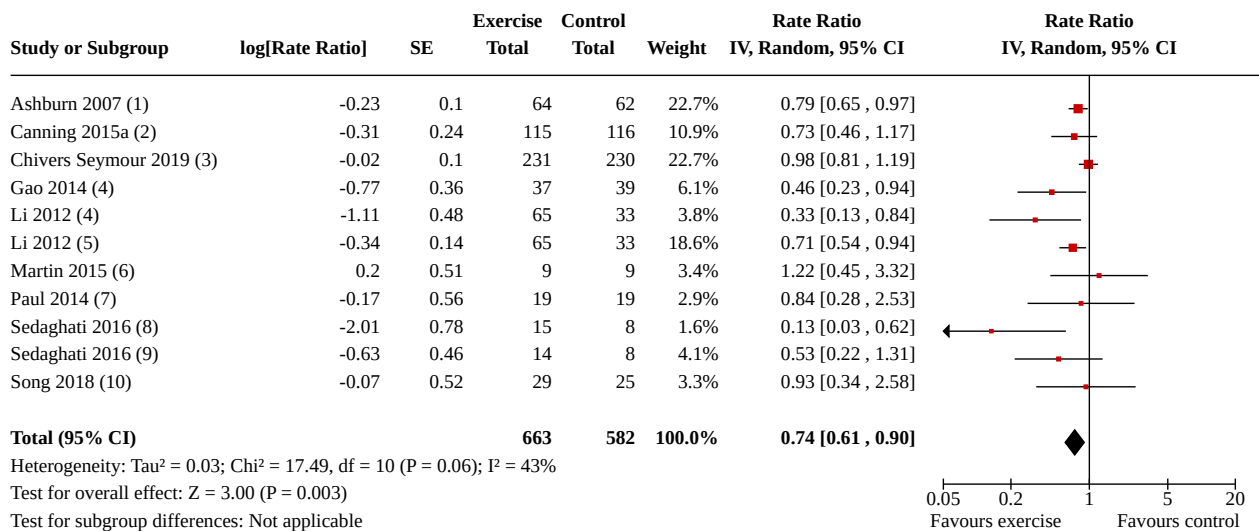 Exercise Control Rate Ratio Rate Ratio
Study or Subgroup log[Rate Ratio] SE Total Total Weight IV, Random, 95% CI IV, Random, 95% CI
Ashburn 2007 (1) -0.23 0.1 64 62 22.7% 0.79 [0.65 , 0.97]
Canning 2015a (2) -0.31 0.24 115 116 10.9% 0.73 [0.46 , 1.17]
Chivers Seymour 2019 (3) -0.02 0.1 231 230 22.7% 0.98 [0.81 , 1.19]
Gao 2014 (4) -0.77 0.36 37 39 6.1% 0.46 [0.23 , 0.94]
Li 2012 (4) -1.11 0.48 65 33 3.8% 0.33 [0.13 , 0.84]
Li 2012 (5) -0.34 0.14 65 33 18.6% 0.71 [0.54 , 0.94]
Martin 2015 (6) 0.2 0.51 9 9 3.4% 1.22 [0.45 , 3.32]
Paul 2014 (7) -0.17 0.56 19 19 2.9% 0.84 [0.28 , 2.53]
Sedaghati 2016 (8) -2.01 0.78 15 8 1.6% 0.13 [0.03 , 0.62]
Sedaghati 2016 (9) -0.63 0.46 14 8 4.1% 0.53 [0.22 , 1.31]
Song 2018 (10) -0.07 0.52 29 25 3.3% 0.93 [0.34 , 2.58]
Total (95% CI) 663 582 100.0% 0.74 [0.61 , 0.90]
Heterogeneity: Tau² = 0.03; Chi² = 17.49, df = 10 (P = 0.06); I² = 43%
Test for overall effect: Z = 3.00 (P = 0.003)
Test for subgroup differences: Not applicable
0.05 0.2 1 5 20
Favours exercise Favours control